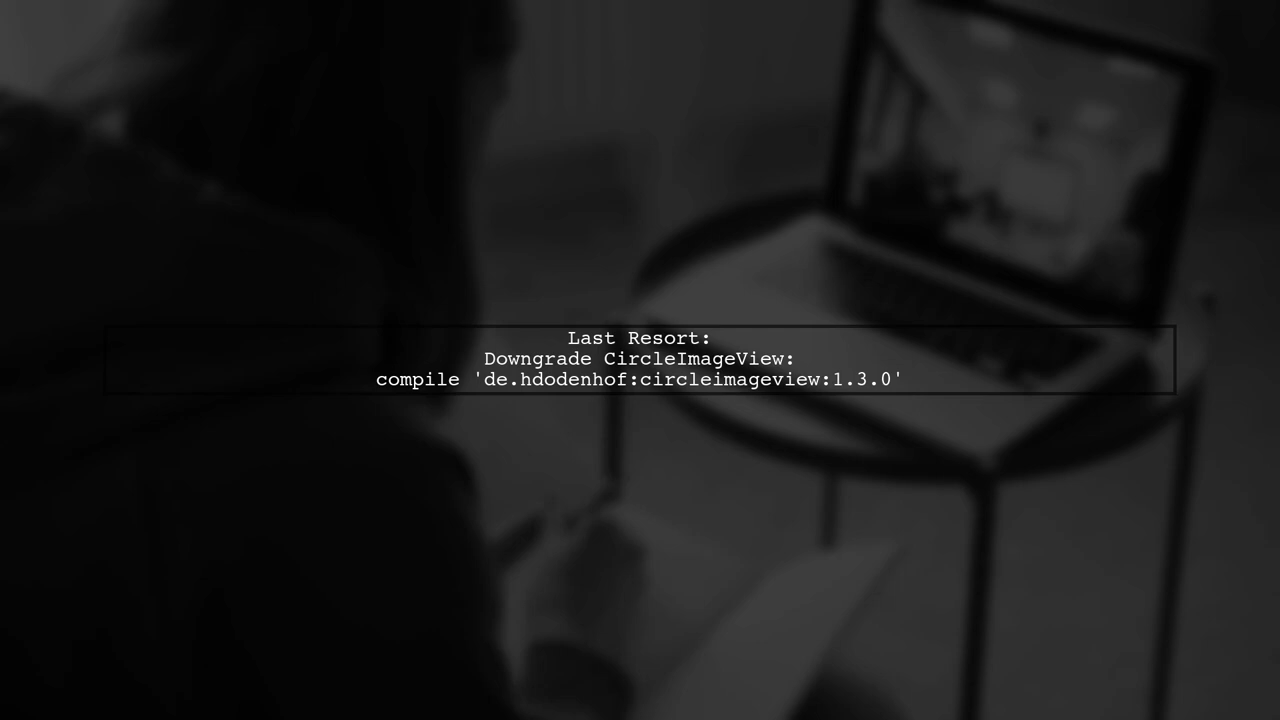 Last Resort:
Downgrade CircleImageView:
compile 'de.hdodenhof:circleimageview:1.3.0'